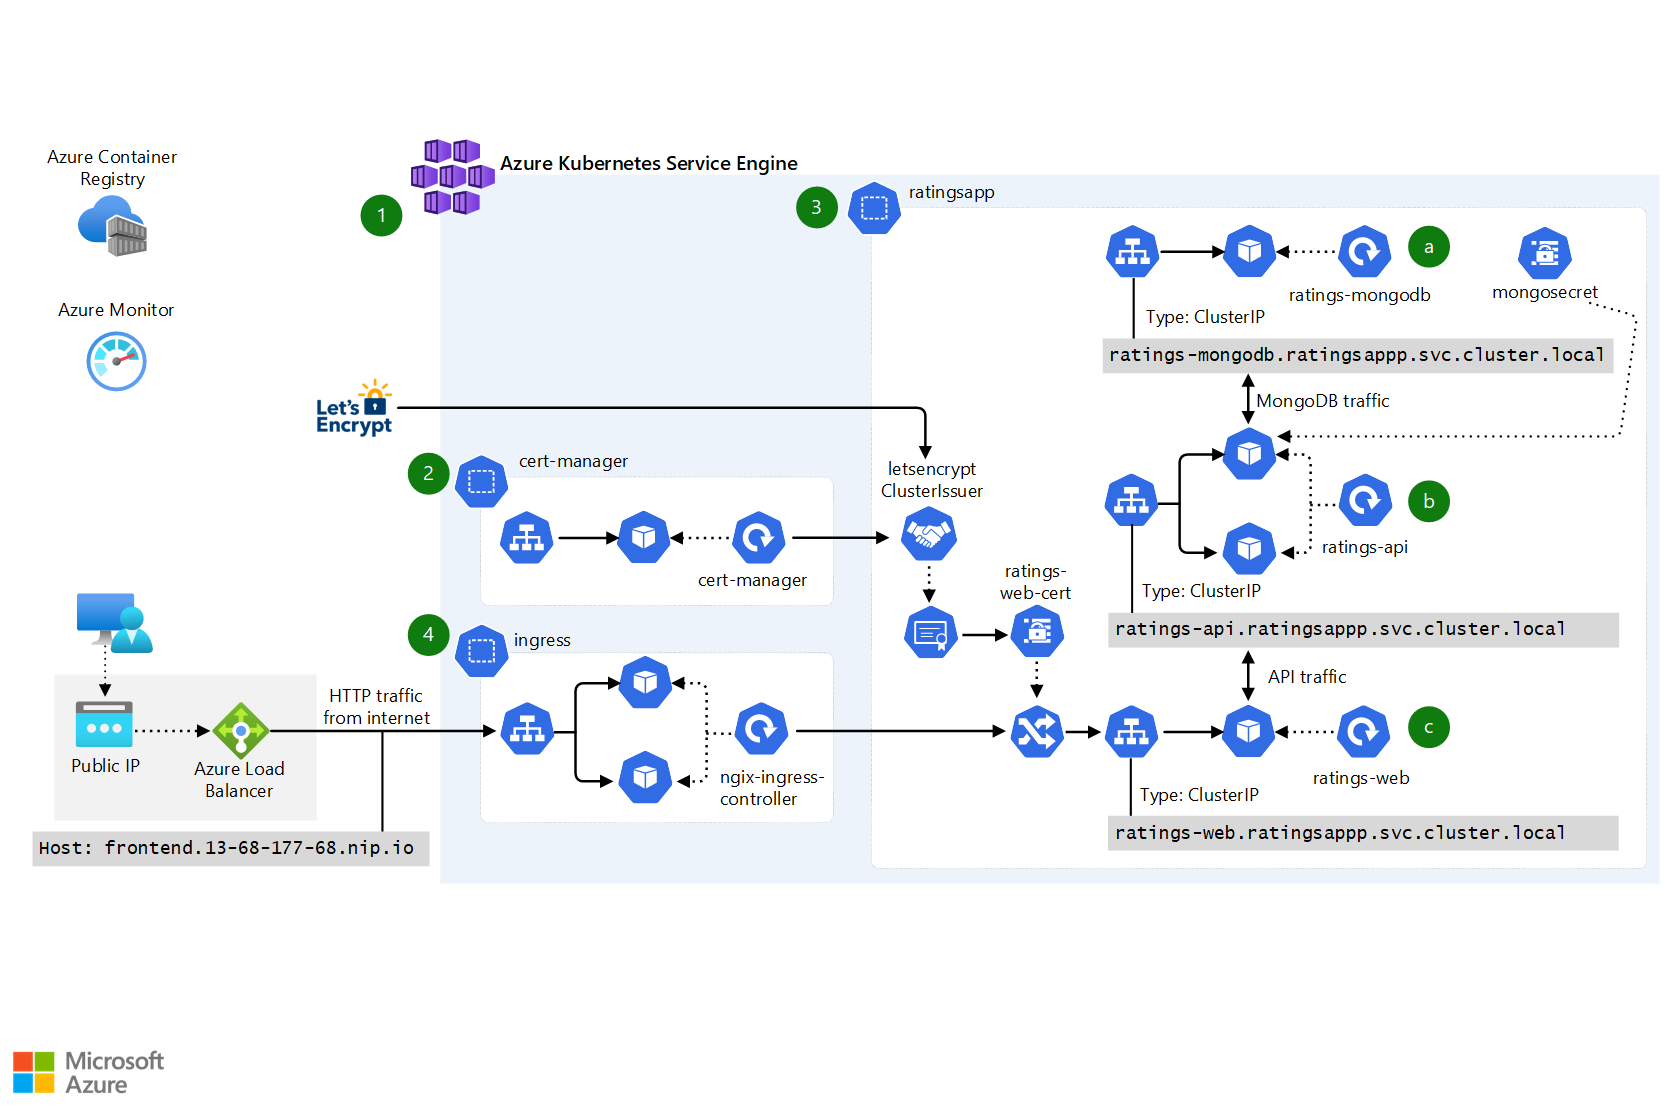 Azure Container
Registry
Azure Monitor
1
Azure Kubernetes Service Engine
3
ratingsapp
a
ratings-mongodb
mongosecret
Type: ClusterIP
ratings-mongodb.ratingsappp.svc.cluster.local
MongoDB traffic
Let's
Encrypt
2
cert-manager
cert-manager
letsencrypt
ClusterIssuer
ratings-
web-cert
b
ratings-api
Type: ClusterIP
ratings-api.ratingsappp.svc.cluster.local
API traffic
4
ingress
HTTP traffic
from internet
Public IP
Azure Load
Balancer
ngix-ingress-
controller
c
ratings-web
Type: ClusterIP
ratings-web.ratingsappp.svc.cluster.local
Host: frontend.13-68-177-68.nip.io
Microsoft
Azure